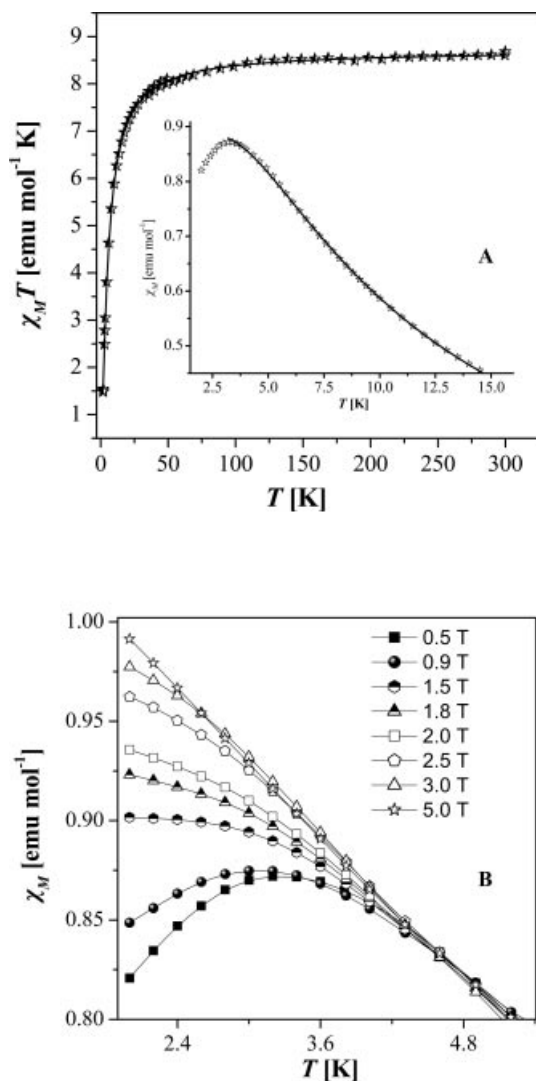 9
8
7
6
5
4
3
2
1
χ_M T [emu mol⁻¹ K]
0 50 100 150 200 250 300
T [K]
0.9
0.8
0.7
0.6
0.5
χ_M [emu mol⁻¹]
A
2.5 5.0 7.5 10.0 12.5 15.0
T [K]
1.00
0.95
0.90
0.85
0.80
χ_M [emu mol⁻¹]
0.5 T
0.9 T
1.5 T
1.8 T
2.0 T
2.5 T
3.0 T
5.0 T
B
2.4 3.6 4.8
T [K]